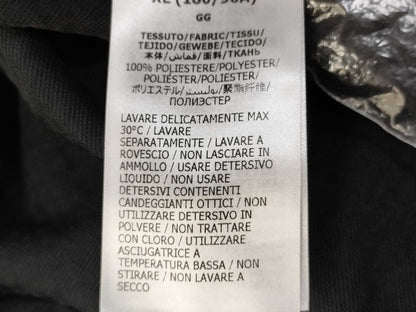 XL (180/96A)
GG
TESSUTO/FABRIC/TISSU/
TEJIDO/GEWEBE/TECIDO/
本体/قماش/面料/ТКАНЬ
100% POLIESTERE/POLYESTER/
POLIÉSTER/POLIESTER/
ポリエステル/بوليستر/聚酯纤维/
ПОЛИЭСТЕР
LAVARE DELICATAMENTE MAX
30°C / LAVARE
SEPARATAMENTE / LAVARE A
ROVESCIO / NON LASCIARE IN
AMMOLLO / USARE DETERSIVO
LIQUIDO / NON USARE
DETERSIVI CONTENENTI
CANDEGGIANTI OTTICI / NON
UTILIZZARE DETERSIVO IN
POLVERE / NON TRATTARE
CON CLORO / UTILIZZARE
ASCIUGATRICE A
TEMPERATURA BASSA / NON
STIRARE / NON LAVARE A
SECCO